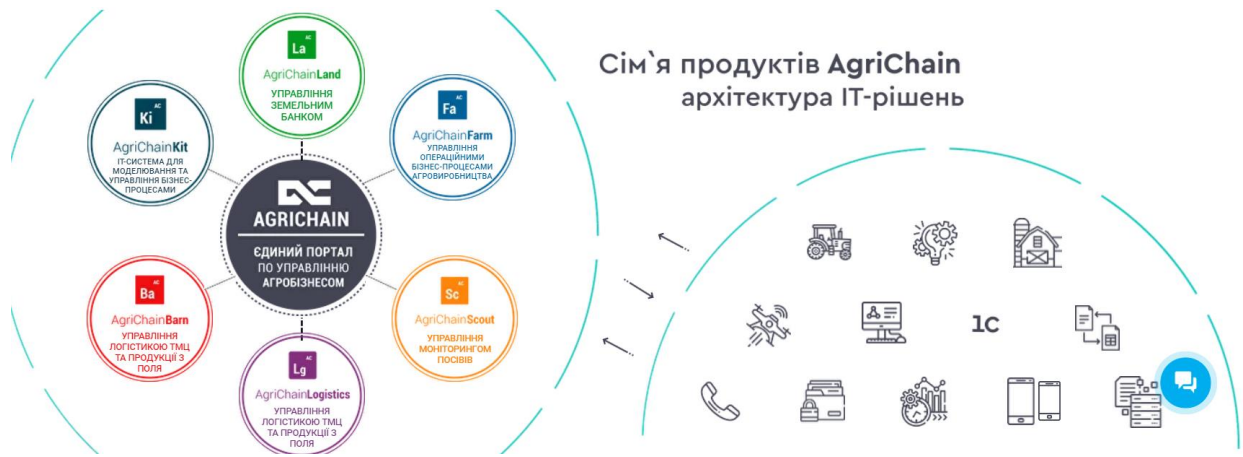 Сім`я продуктів AgriChain
архітектура ІТ-рішень
AC
La
AgriChainLand
УПРАВЛІННЯ
ЗЕМЕЛЬНИМ
БАНКОМ
AC
Ki
AgriChainKit
ІТ-СИСТЕМА ДЛЯ
МОДЕЛЮВАННЯ ТА
УПРАВЛІННЯ БІЗНЕС-
ПРОЦЕСАМИ
AC
Fa
AgriChainFarm
УПРАВЛІННЯ
ОПЕРАЦІЙНИМИ
БІЗНЕС-ПРОЦЕСАМИ
АГРОВИРОБНИЦТВА
AGRICHAIN
ЄДИНИЙ ПОРТАЛ
ПО УПРАВЛІННЮ
АГРОБІЗНЕСОМ
AC
Ba
AgriChainBarn
УПРАВЛІННЯ
ЛОГІСТИКОЮ ТМЦ
ТА ПРОДУКЦІЇ З
ПОЛЯ
AC
Sc
AgriChainScout
УПРАВЛІННЯ
МОНІТОРИНГОМ
ПОСІВІВ
AC
Lg
AgriChainLogistics
УПРАВЛІННЯ
ЛОГІСТИКОЮ ТМЦ
ТА ПРОДУКЦІЇ З
ПОЛЯ
1С